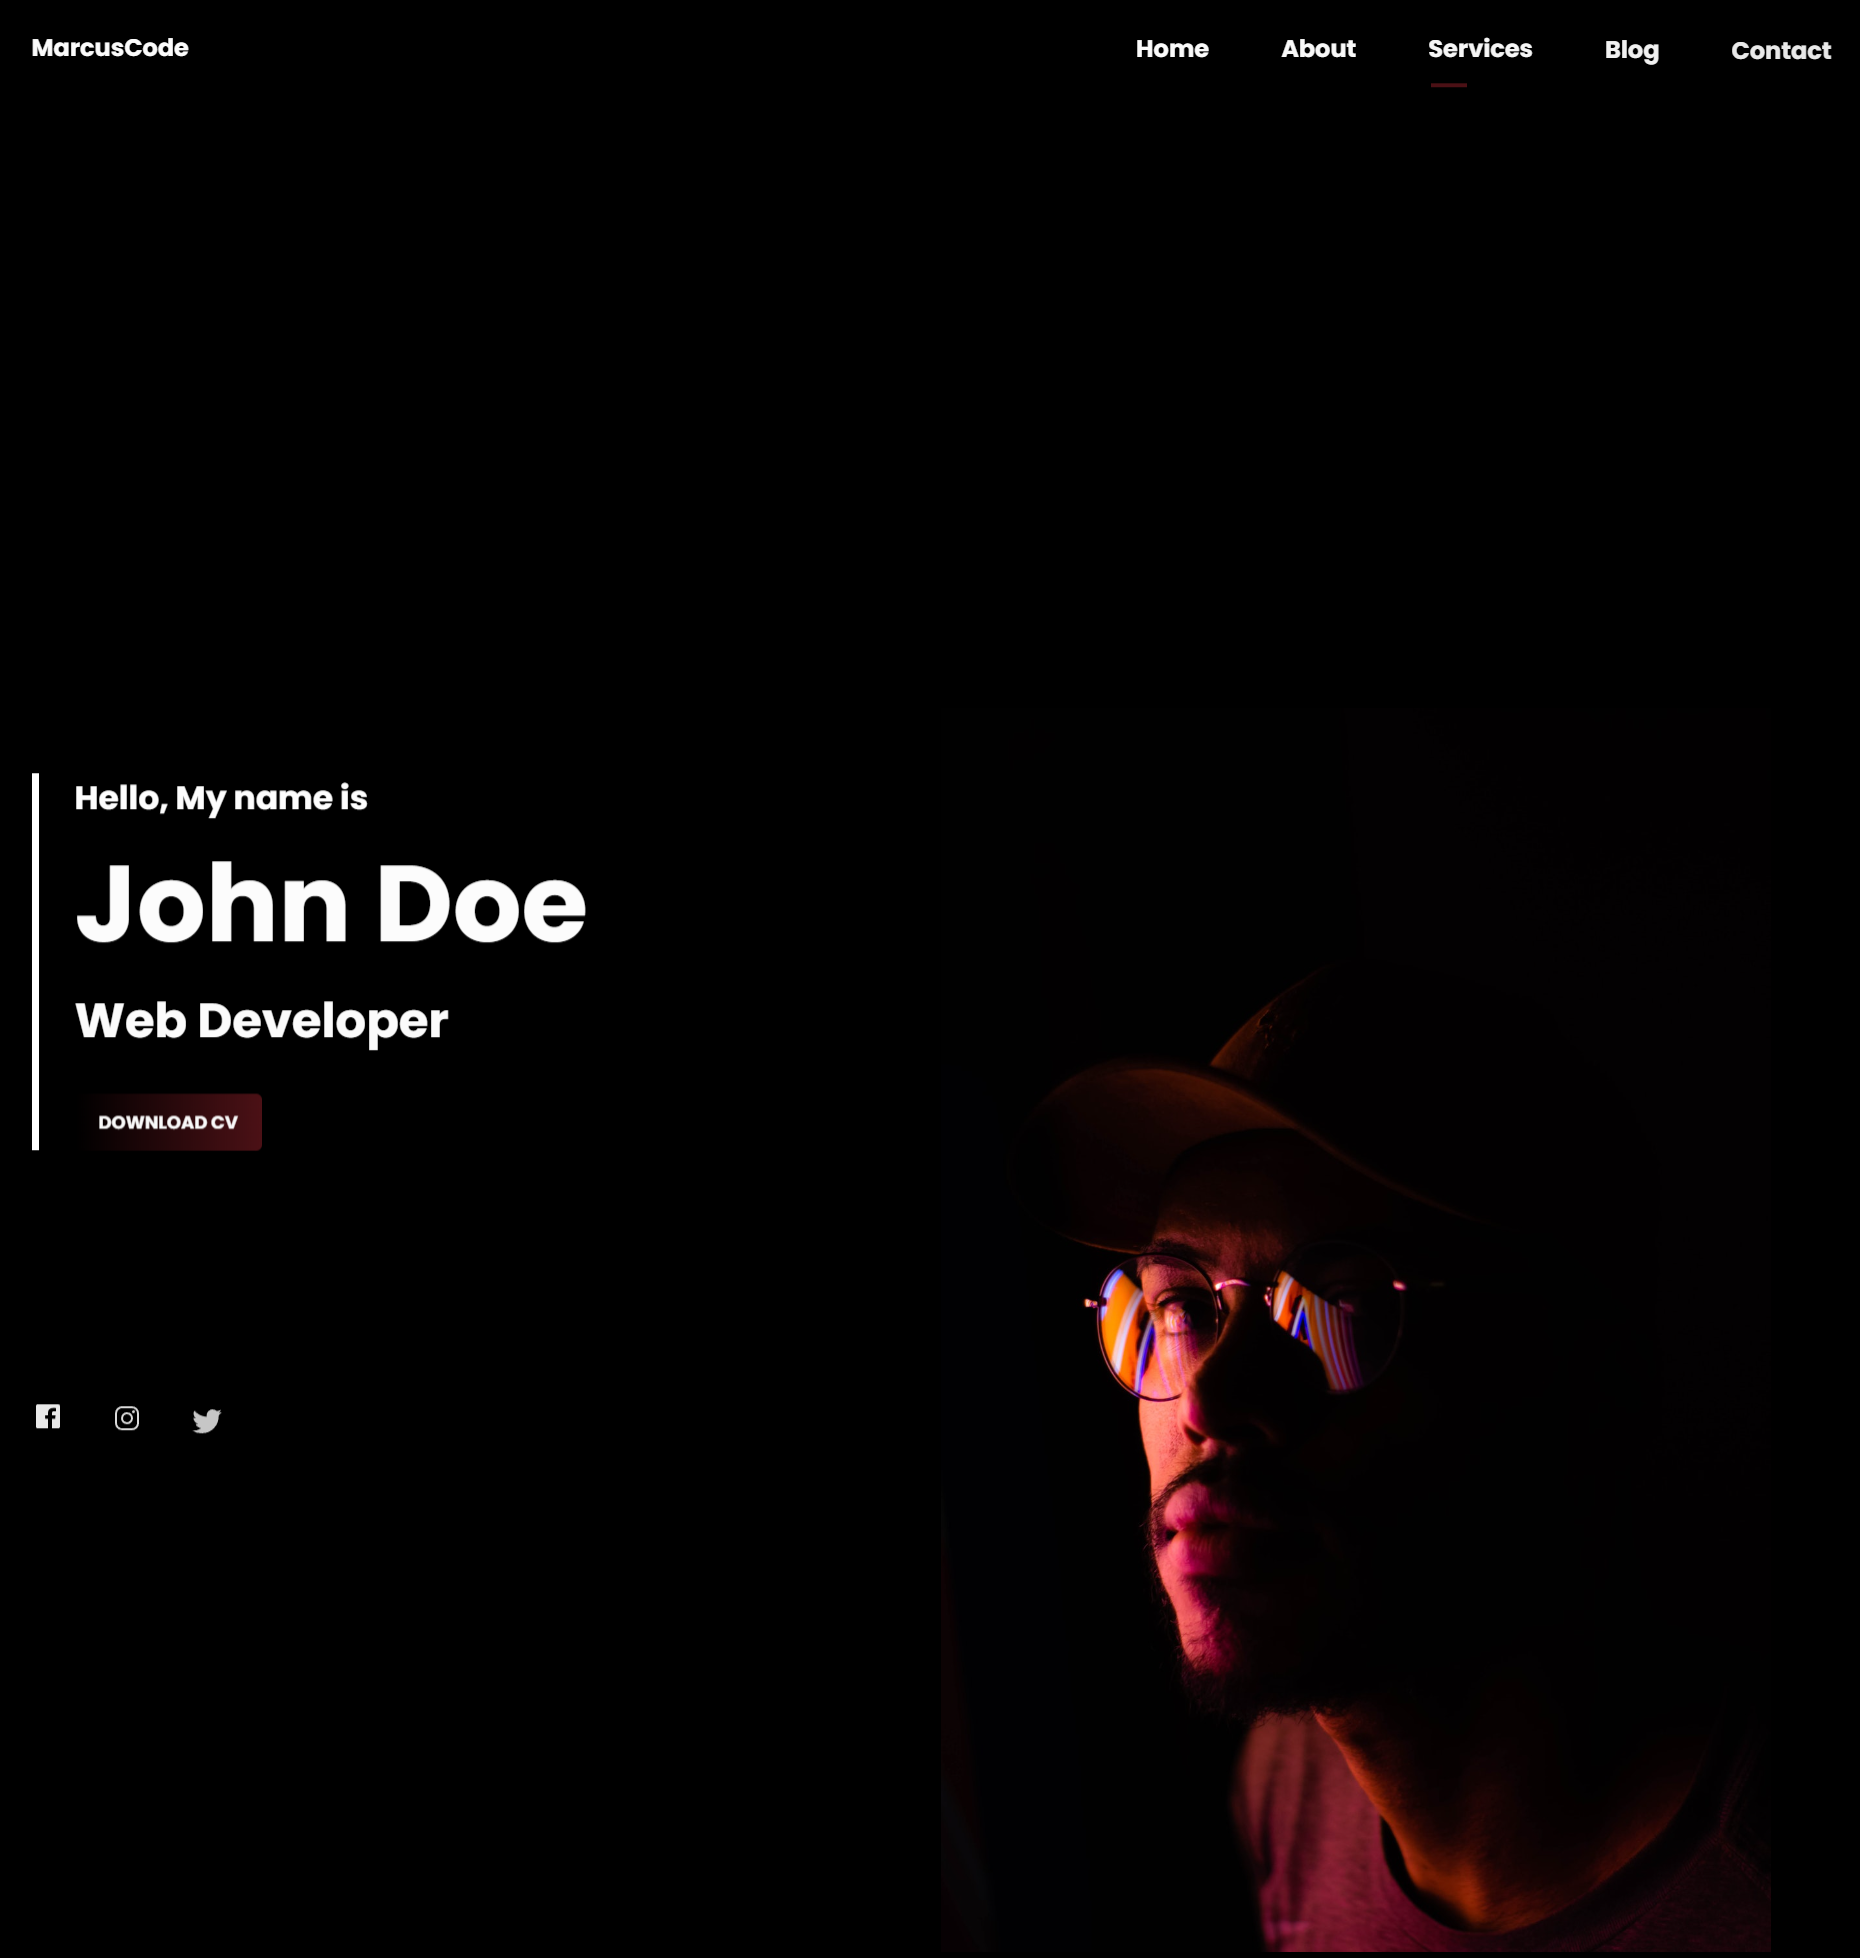 MarcusCode
Home
About
Services
Blog
Contact
Hello, My name is
John Doe
Web Developer
DOWNLOAD CV